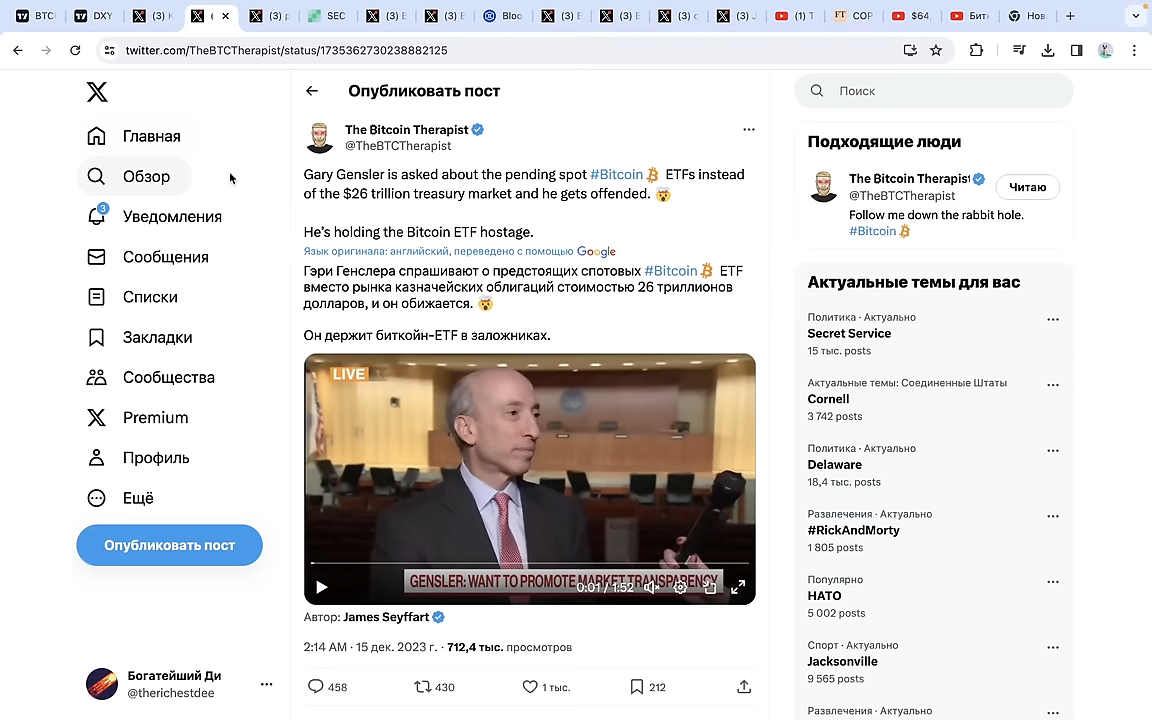 BTC
DXY
(3) K
(
(3) p
SEC
(3) E
(3) E
Bloo
(3) E
(3) E
(3) c
(3) J
(1) T
COP
$64,
Битк
Нов
twitter.com/TheBTCTherapist/status/1735362730238882125
Главная
Обзор
3
Уведомления
Сообщения
Списки
Закладки
Сообщества
Premium
Профиль
Ещё
Опубликовать пост
Богатейший Ди
@therichestdee
Опубликовать пост
The Bitcoin Therapist
@TheBTCTherapist
Gary Gensler is asked about the pending spot #Bitcoin ETFs instead
of the $26 trillion treasury market and he gets offended. 🤯
He’s holding the Bitcoin ETF hostage.
Язык оригинала: английский, переведено с помощью Google
Гэри Генслера спрашивают о предстоящих спотовых #Bitcoin ETF
вместо рынка казначейских облигаций стоимостью 26 триллионов
долларов, и он обижается. 🤯
Он держит биткойн-ETF в заложниках.
LIVE
GENSLER: WANT TO PROMOTE MARKET TRANSPARENCY
0:01 / 1:52
Автор: James Seyffart
2:14 AM · 15 дек. 2023 г. · 712,4 тыс. просмотров
458
430
1 тыс.
212
Поиск
Подходящие люди
The Bitcoin Therapist
@TheBTCTherapist
Читаю
Follow me down the rabbit hole.
#Bitcoin
Актуальные темы для вас
Политика · Актуально
Secret Service
15 тыс. posts
Актуальные темы: Соединенные Штаты
Cornell
3 742 posts
Политика · Актуально
Delaware
18,4 тыс. posts
Развлечения · Актуально
#RickAndMorty
1 805 posts
Популярно
НАТО
5 002 posts
Спорт · Актуально
Jacksonville
9 565 posts
Развлечения · Актуально